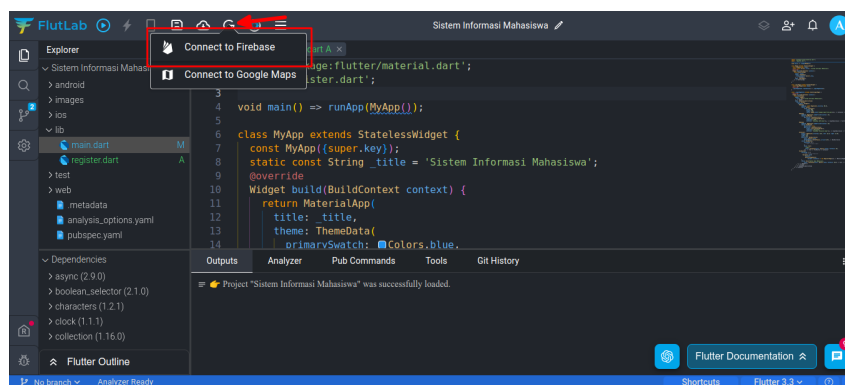 FlutLab
Sistem Informasi Mahasiswa
A
Explorer
Connect to Firebase
Connect to Google Maps
dart A ×
Sistem Informasi Mahasi
> android
> images
> ios
lib
main.dart M
register.dart A
> test
> web
.metadata
analysis_options.yaml
pubspec.yaml
2
age:flutter/material.dart';
ister.dart';
3
4 void main() => runApp(MyApp());
5
6 class MyApp extends StatelessWidget {
7 const MyApp({super.key});
8 static const String _title = 'Sistem Informasi Mahasiswa';
9 @override
10 Widget build(BuildContext context) {
11 return MaterialApp(
12 title: _title,
13 theme: ThemeData(
14 primarySwatch: Colors.blue,
Dependencies
> async (2.9.0)
> boolean_selector (2.1.0)
> characters (1.2.1)
> clock (1.1.1)
> collection (1.16.0)
Flutter Outline
Outputs Analyzer Pub Commands Tools Git History
Project "Sistem Informasi Mahasiswa" was successfully loaded.
Flutter Documentation
No branch Analyzer Ready
Shortcuts Flutter 3.3